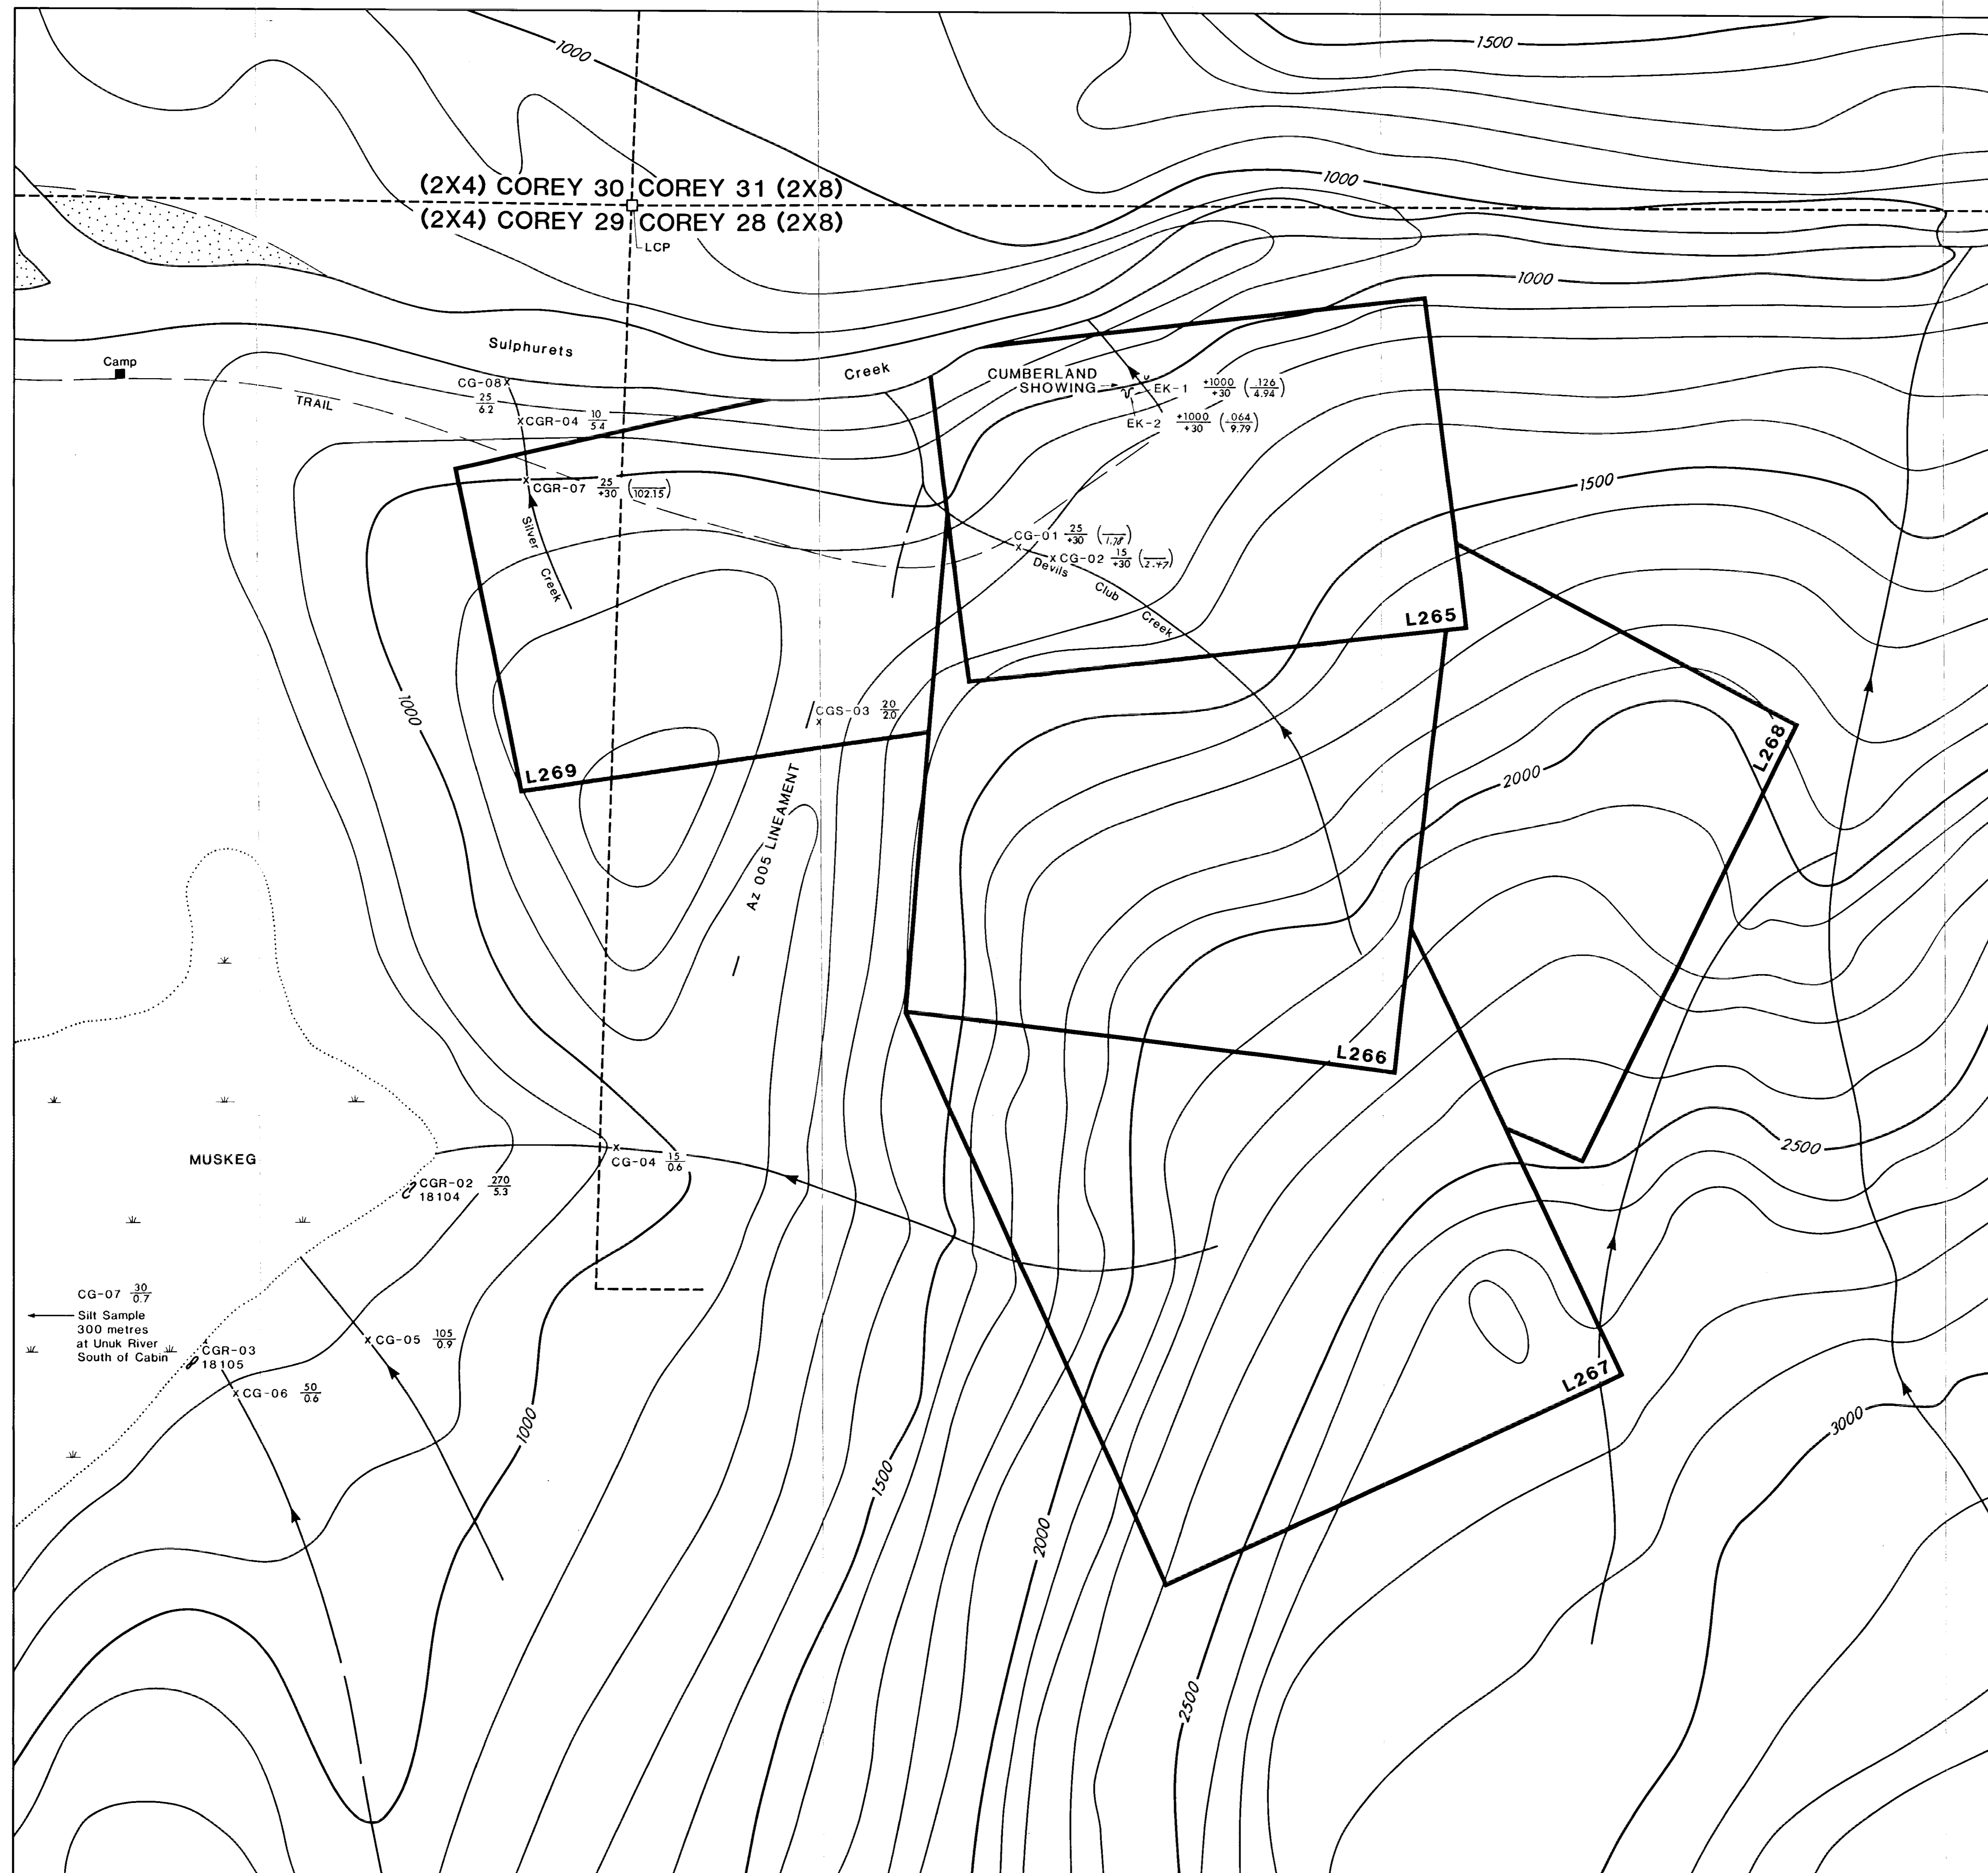 1500
1000
(2X4) COREY 30 COREY 31 (2X8)
1000
(2X4) COREY 29 COREY 28 (2X8)
LCP
1000
Sulphurets
Creek
Camp
TRAIL
CG-08 25/6.2
CGR-04 10/5.4
CUMBERLAND
SHOWING
EK-1 +1000/+30 (.126/4.94)
EK-2 +1000/+30 (.064/9.79)
CGR-07 25/+30 (102.15)
1500
Silver
Creek
CG-01 25/+30 (1.78)
CG-02 15/+30 (2.47)
Devils
Club
Creek
L265
1000
CGS-03 20/2.0
L268
L269
2000
Az 005 LINEAMENT
L266
MUSKEG
CG-04 15/0.6
2500
CGR-02 270/5.3
18104
CG-07 30/0.7
Silt Sample
300 metres
at Unuk River
South of Cabin
CG-05 105/0.9
CGR-03
18105
CG-06 50/0.6
L267
1000
3000
1500
2000
2500